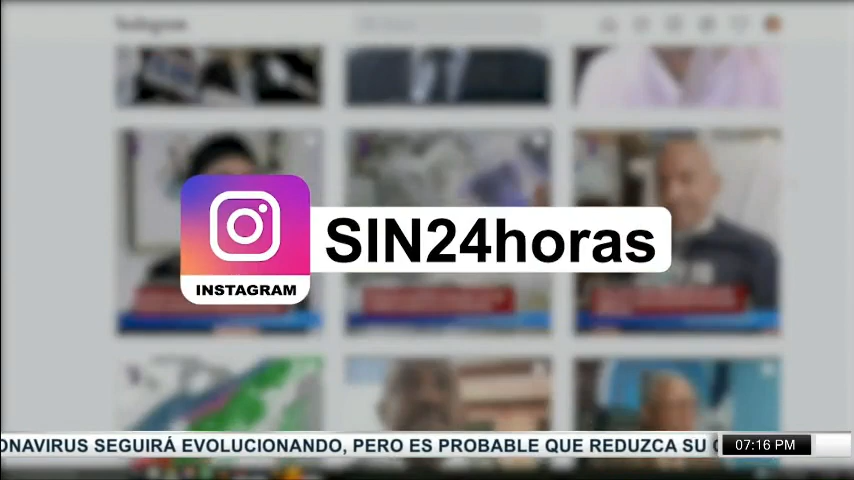 SIN24horas
INSTAGRAM
ONAVIRUS SEGUIRÁ EVOLUCIONANDO, PERO ES PROBABLE QUE REDUZCA SU
07:16 PM